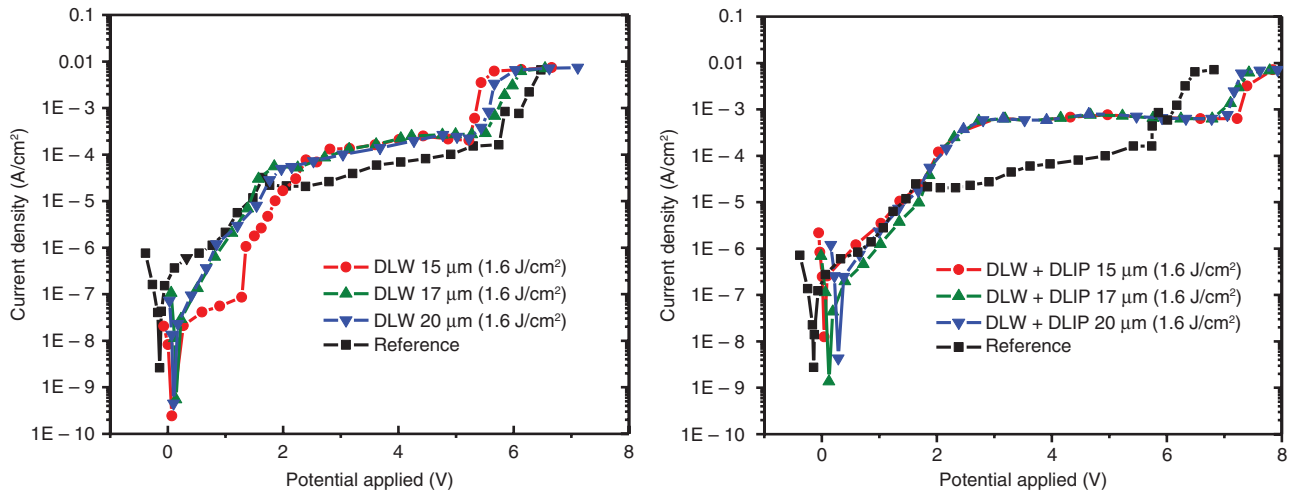 0.1
0.01
1E – 3
1E – 4
1E – 5
1E – 6
1E – 7
1E – 8
1E – 9
1E – 10
Current density (A/cm²)
DLW 15 μm (1.6 J/cm²)
DLW 17 μm (1.6 J/cm²)
DLW 20 μm (1.6 J/cm²)
Reference
0 2 4 6 8
Potential applied (V)
0.1
0.01
1E – 3
1E – 4
1E – 5
1E – 6
1E – 7
1E – 8
1E – 9
1E – 10
Current density (A/cm²)
DLW + DLIP 15 μm (1.6 J/cm²)
DLW + DLIP 17 μm (1.6 J/cm²)
DLW + DLIP 20 μm (1.6 J/cm²)
Reference
0 2 4 6 8
Potential applied (V)